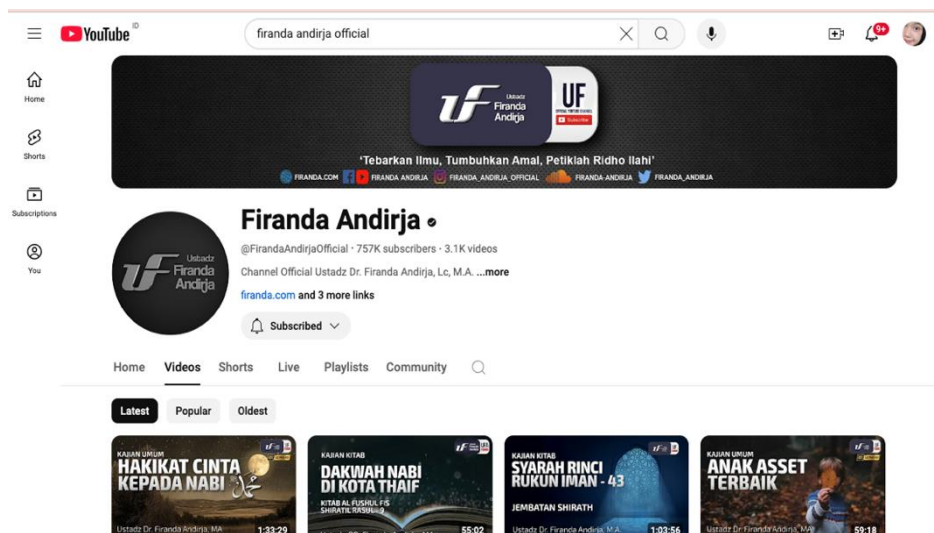 YouTube ID
firanda andirja official
9+
Home
Shorts
Subscriptions
You
UF Ustadz Firanda Andirja
UF
Subscribe
'Tebarkan Ilmu, Tumbuhkan Amal, Petiklah Ridho Ilahi'
FIRANDA.COM FIRANDA ANDIRJA FIRANDA_ANDIRJA_OFFICIAL FIRANDA-ANDIRJA FIRANDA_ANDIRJA
UF Ustadz Firanda Andirja
Firanda Andirja
@FirandaAndirjaOfficial · 757K subscribers · 3.1K videos
Channel Official Ustadz Dr. Firanda Andirja, Lc, M.A. ...more
firanda.com and 3 more links
Subscribed
Home Videos Shorts Live Playlists Community
Latest Popular Oldest
KAJIAN UMUM
HAKIKAT CINTA
KEPADA NABI
محمد
Ustadz Dr. Firanda Andirja, MA
1:33:29
KAJIAN KITAB
DAKWAH NABI
DI KOTA THAIF
KITAB AL FUSHUL FIS
SHIRATIL RASUL - 9
55:02
KAJIAN KITAB
SYARAH RINCI
RUKUN IMAN - 43
JEMBATAN SHIRATH
Ustadz Dr. Firanda Andirja, M.A
1:03:56
KAJIAN UMUM
ANAK ASSET
TERBAIK
Ustadz Dr. Firanda Andirja, MA
59:18